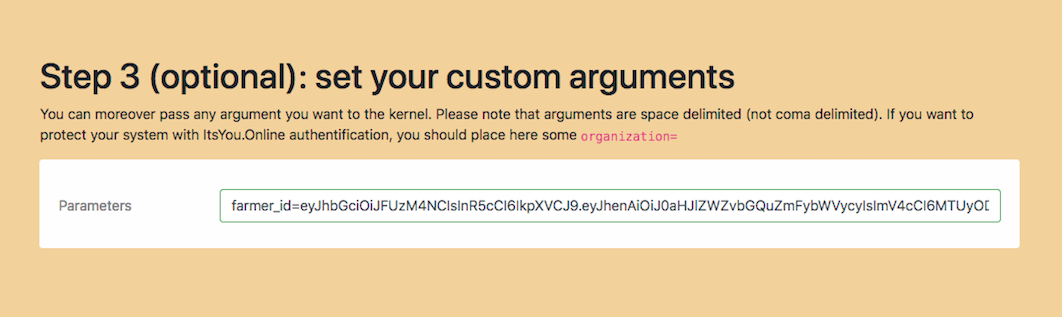 Step 3 (optional): set your custom arguments
You can moreover pass any argument you want to the kernel. Please note that arguments are space delimited (not coma delimited). If you want to
protect your system with ItsYou.Online authentification, you should place here some organization=
Parameters farmer_id=eyJhbGciOiJFUzM4NCIsInR5cCI6IkpXVCJ9.eyJhenAiOiJ0aHJlZWZvbGQuZmFybWVycyIsImV4cCI6MTUyOD